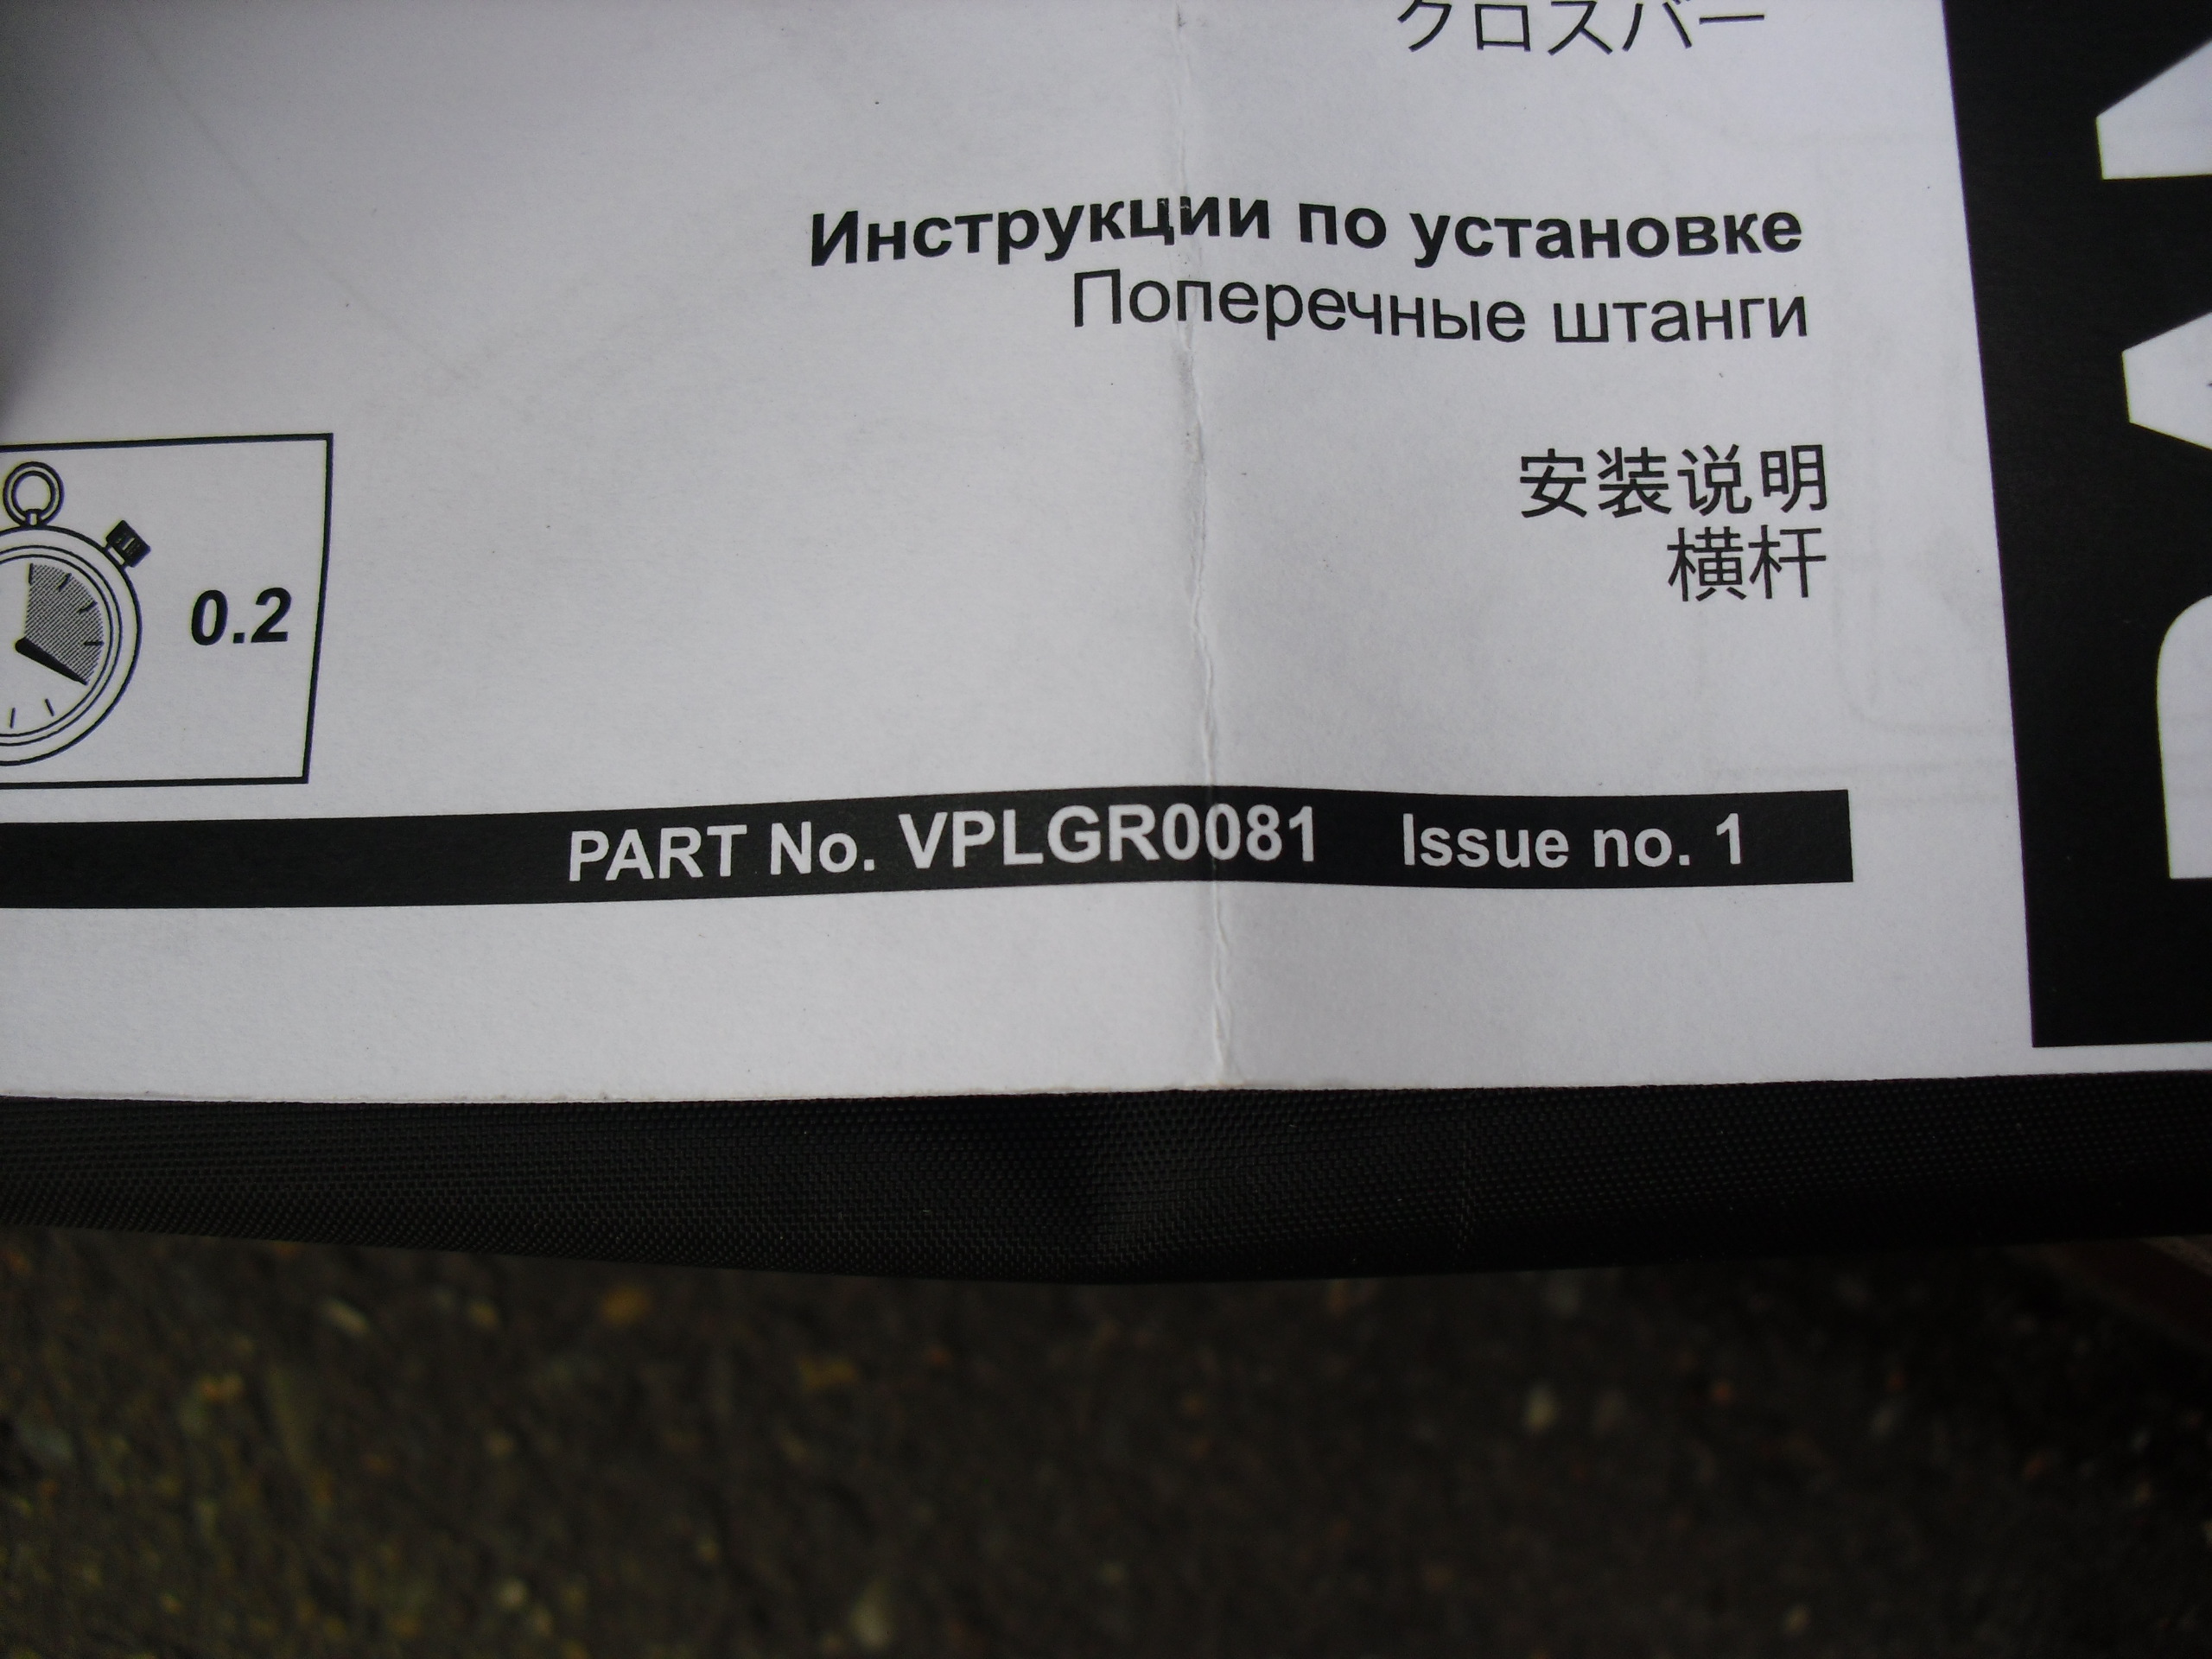 クロスバー
Инструкции по установке
Поперечные штанги
安装说明
横杆
0.2
PART No. VPLGR0081 Issue no. 1